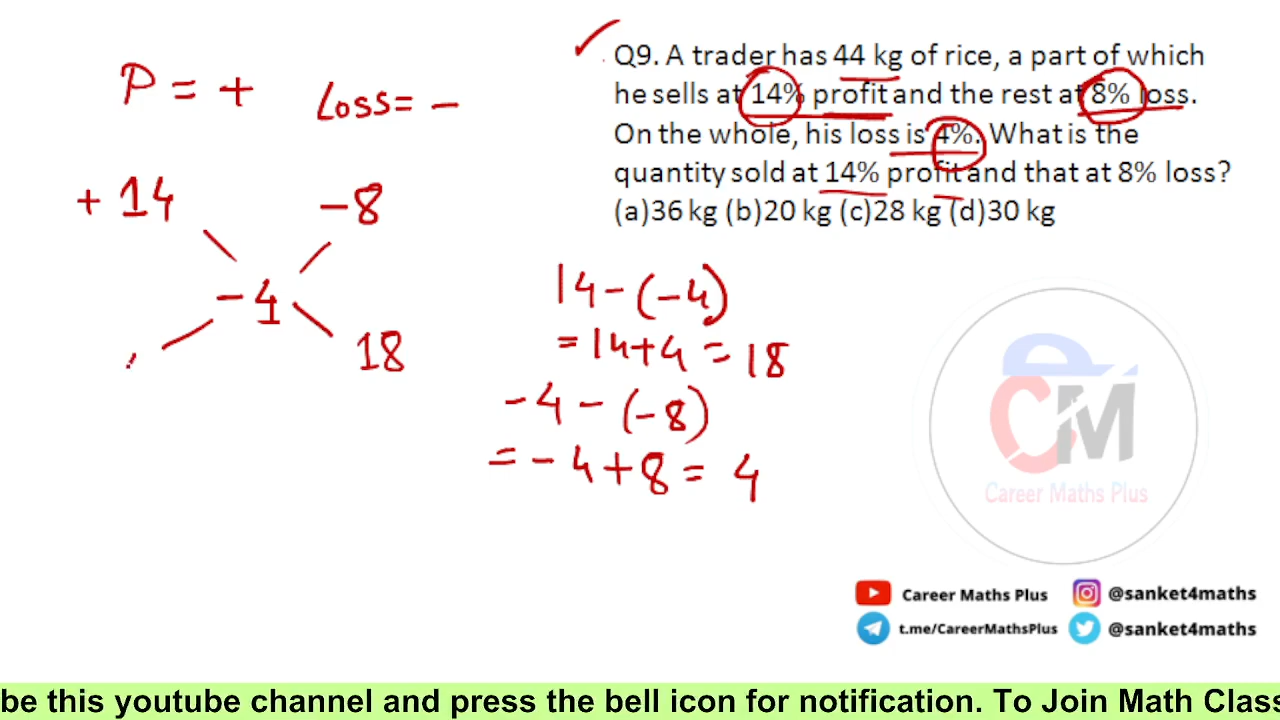 P = + Loss= -
Q9. A trader has 44 kg of rice, a part of which
he sells at 14% profit and the rest at 8% loss.
On the whole, his loss is 4%. What is the
quantity sold at 14% profit and that at 8% loss?
(a)36 kg (b)20 kg (c)28 kg (d)30 kg
+ 14 -8
-4
18
14-(-4)
=14+4=18
-4-(-8)
=-4+8=4
CM
Career Maths Plus
Career Maths Plus @sanket4maths
t.me/CareerMathsPlus @sanket4maths
be this youtube channel and press the bell icon for notification. To Join Math Class